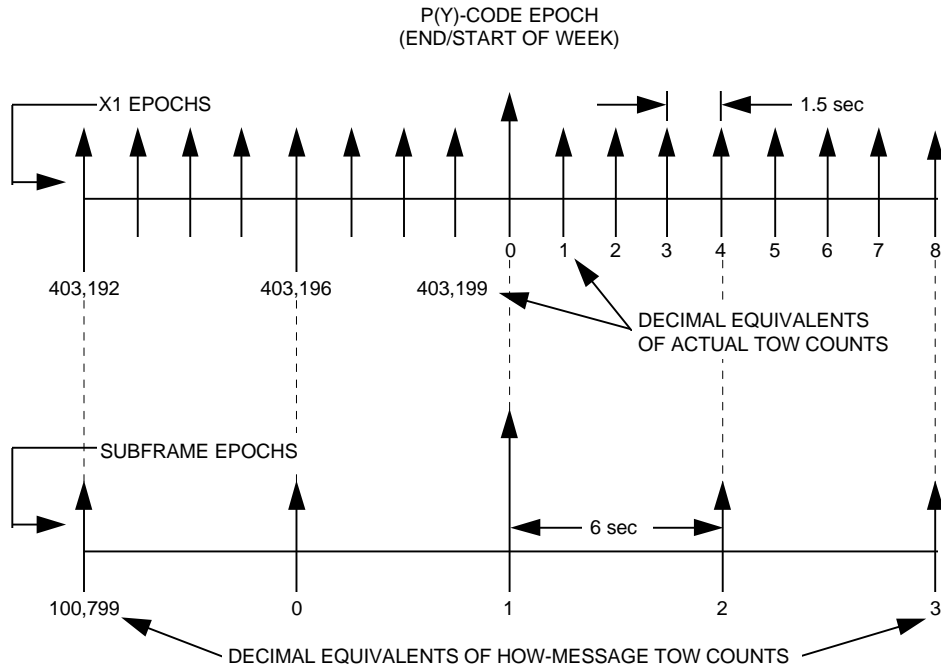 P(Y)-CODE EPOCH
(END/START OF WEEK)
X1 EPOCHS
1.5 sec
0 1 2 3 4 5 6 7 8
403,192 403,196 403,199
DECIMAL EQUIVALENTS
OF ACTUAL TOW COUNTS
SUBFRAME EPOCHS
6 sec
100,799 0 1 2 3
DECIMAL EQUIVALENTS OF HOW-MESSAGE TOW COUNTS